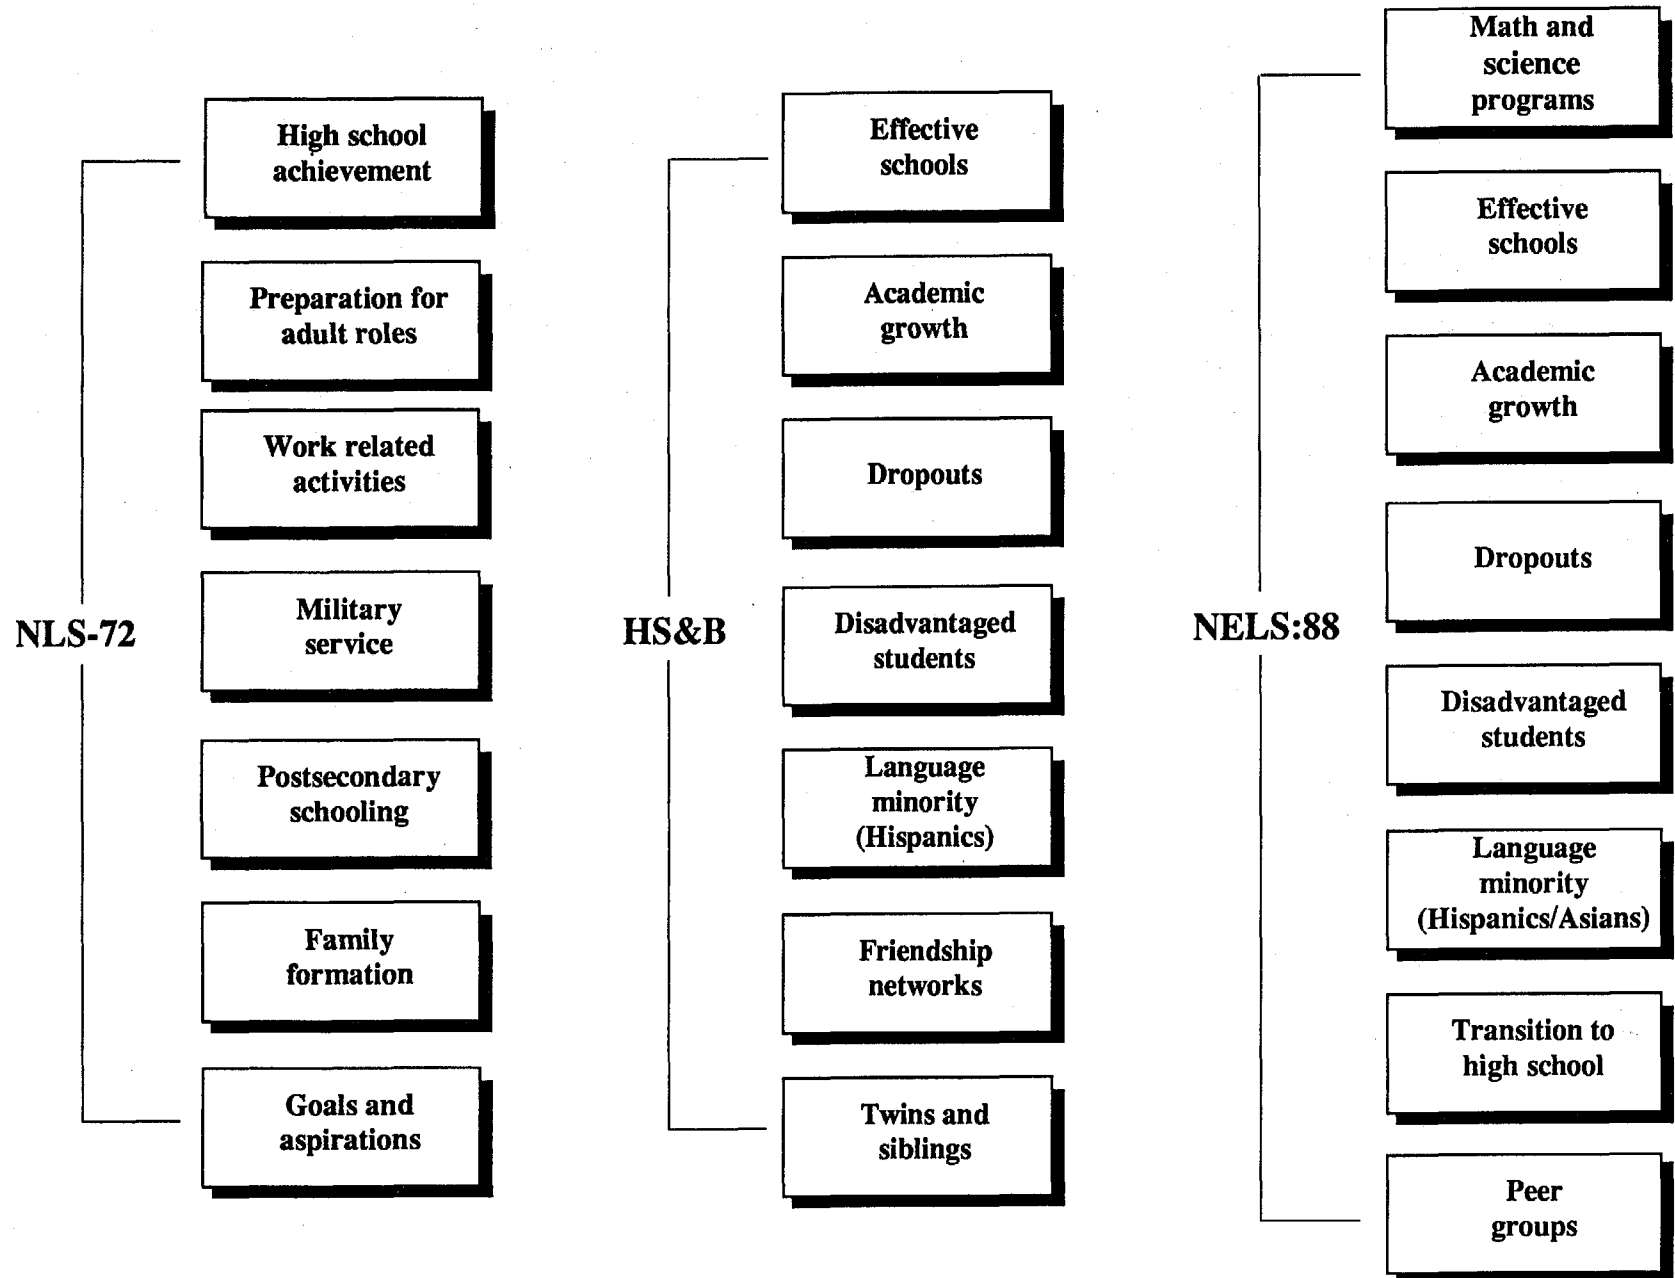 NLS-72
High school
achievement
Preparation for
adult roles
Work related
activities
Military
service
Postsecondary
schooling
Family
formation
Goals and
aspirations
HS&B
Effective
schools
Academic
growth
Dropouts
Disadvantaged
students
Language
minority
(Hispanics)
Friendship
networks
Twins and
siblings
NELS:88
Math and
science
programs
Effective
schools
Academic
growth
Dropouts
Disadvantaged
students
Language
minority
(Hispanics/Asians)
Transition to
high school
Peer
groups